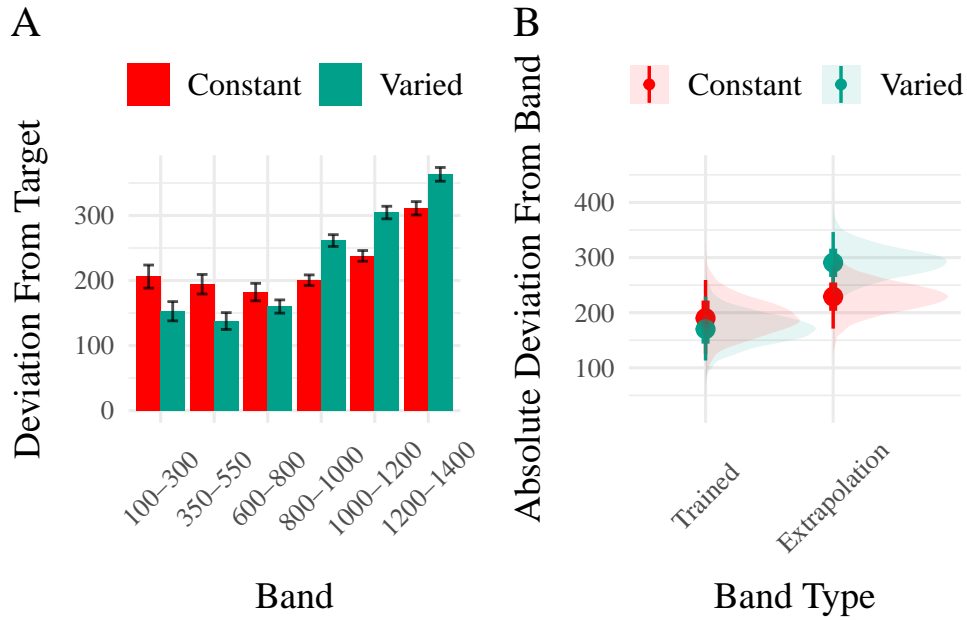 A
Constant
Varied
Deviation From Target
300
200
100
0
100–300
350–550
600–800
800–1000
1000–1200
1200–1400
Band
B
Constant
Varied
Absolute Deviation From Band
400
300
200
100
Trained
Extrapolation
Band Type